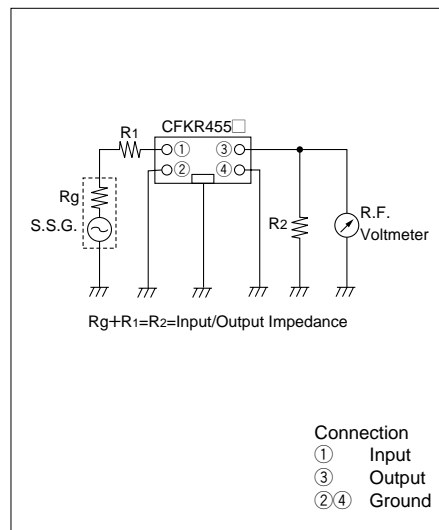 CFKR455□
R1
① ③
② ④
Rg
S.S.G.
R2
R.F.
Voltmeter
Rg+R1=R2=Input/Output Impedance
Connection
① Input
③ Output
②④ Ground